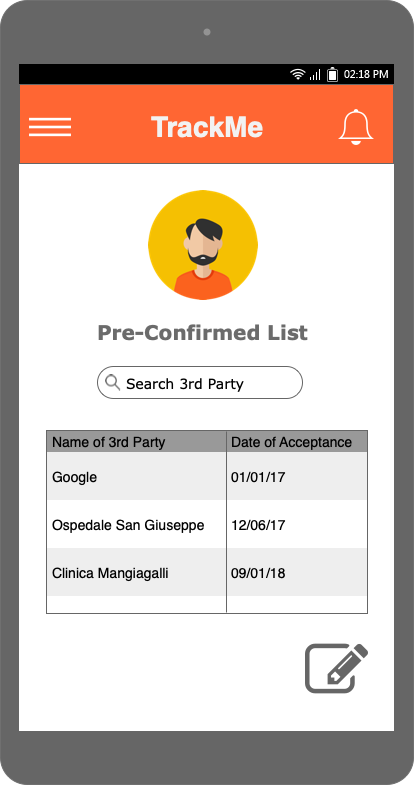 02:18 PM
TrackMe
Pre-Confirmed List
Search 3rd Party
Name of 3rd Party Date of Acceptance
Google 01/01/17
Ospedale San Giuseppe 12/06/17
Clinica Mangiagalli 09/01/18